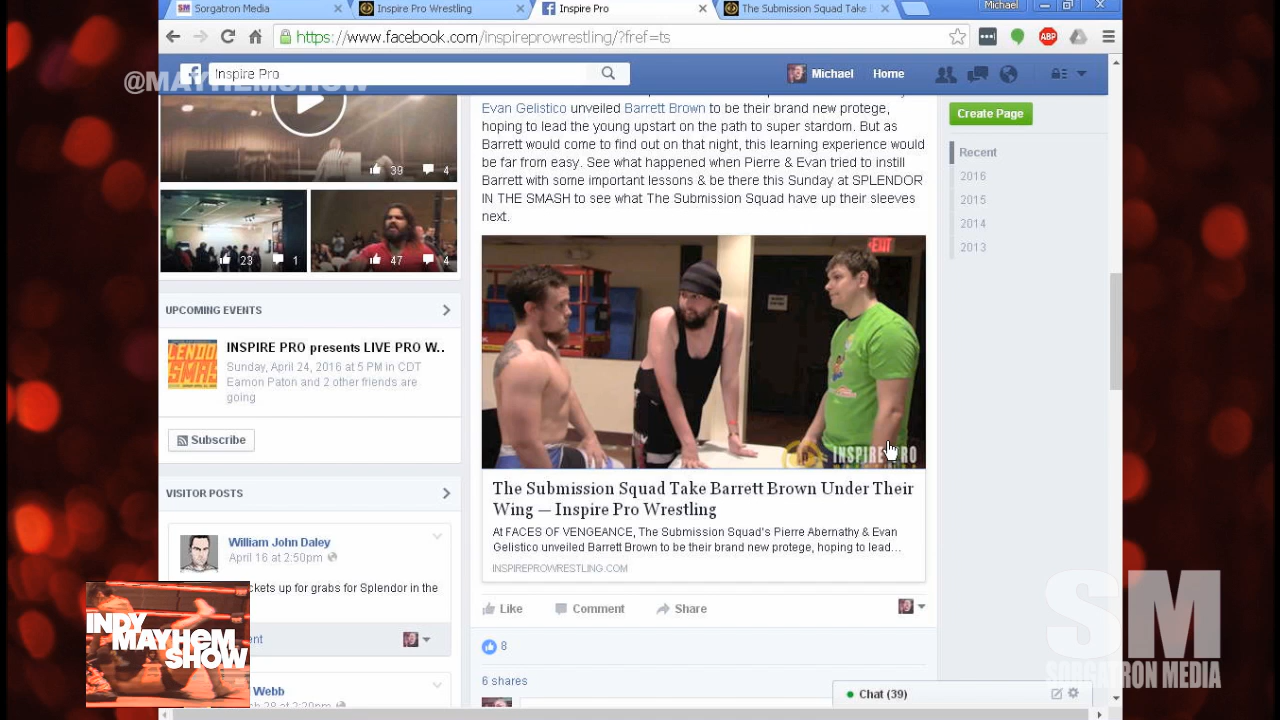 Sorgatron Media
Inspire Pro Wrestling
Inspire Pro
The Submission Squad Take
Michael
https://www.facebook.com/inspireprowrestling/?fref=ts
ABP
@MAYHEMSHOW
Inspire Pro
Michael
Home
39
4
23
1
47
4
UPCOMING EVENTS
LENDO
SMAS
INSPIRE PRO presents LIVE PRO W..
Sunday, April 24, 2016 at 5 PM in CDT
Eamon Paton and 2 other friends are
going
Subscribe
VISITOR POSTS
William John Daley
April 16 at 2:50pm
ckets up for grabs for Splendor in the
ent
Webb
28 at 2:20pm
INDY
MAYHEM
SHOW
Evan Gelistico unveiled Barrett Brown to be their brand new protege,
hoping to lead the young upstart on the path to super stardom. But as
Barrett would come to find out on that night, this learning experience would
be far from easy. See what happened when Pierre & Evan tried to instill
Barrett with some important lessons & be there this Sunday at SPLENDOR
IN THE SMASH to see what The Submission Squad have up their sleeves
next.
EXIT
INSPIRE PRO
The Submission Squad Take Barrett Brown Under Their
Wing — Inspire Pro Wrestling
At FACES OF VENGEANCE, The Submission Squad's Pierre Abernathy & Evan
Gelistico unveiled Barrett Brown to be their brand new protege, hoping to lead...
INSPIREPROWRESTLING.COM
Like
Comment
Share
8
6 shares
Create Page
Recent
2016
2015
2014
2013
Chat (39)
SM
SORGATRON MEDIA